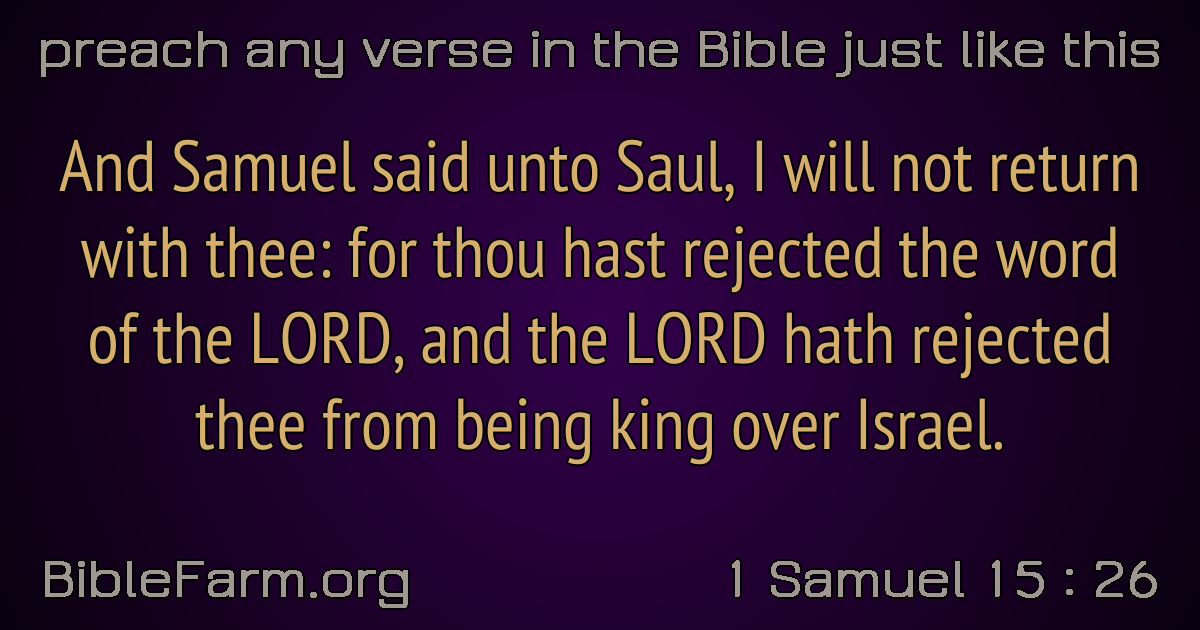 preach any verse in the Bible just like this
And Samuel said unto Saul, I will not return
with thee: for thou hast rejected the word
of the LORD, and the LORD hath rejected
thee from being king over Israel.
BibleFarm.org
1 Samuel 15 : 26